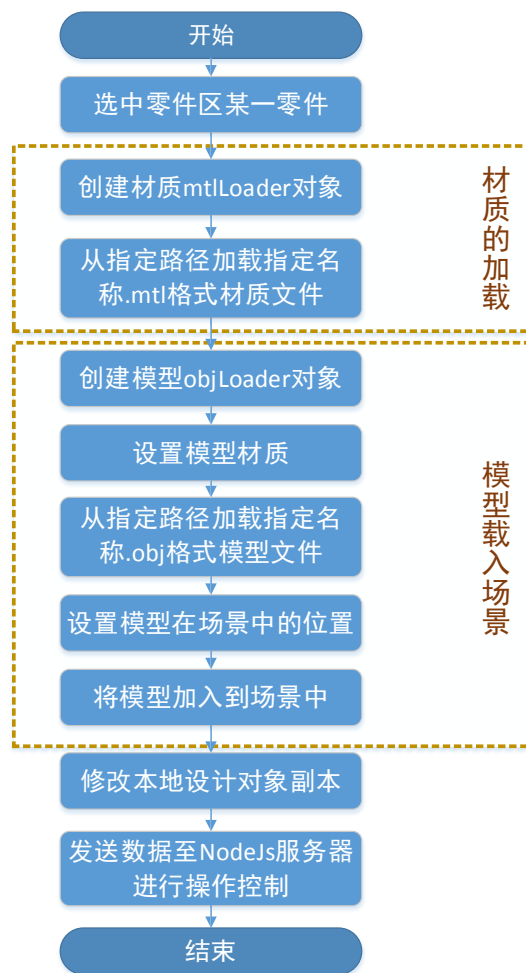 开始
选中零件区某一零件
创建材质mtlLoader对象
从指定路径加载指定名
称.mtl格式材质文件
材质的加载
创建模型objLoader对象
设置模型材质
从指定路径加载指定名
称.obj格式模型文件
设置模型在场景中的位置
将模型加入到场景中
模型载入场景
修改本地设计对象副本
发送数据至NodeJs服务器
进行操作控制
结束